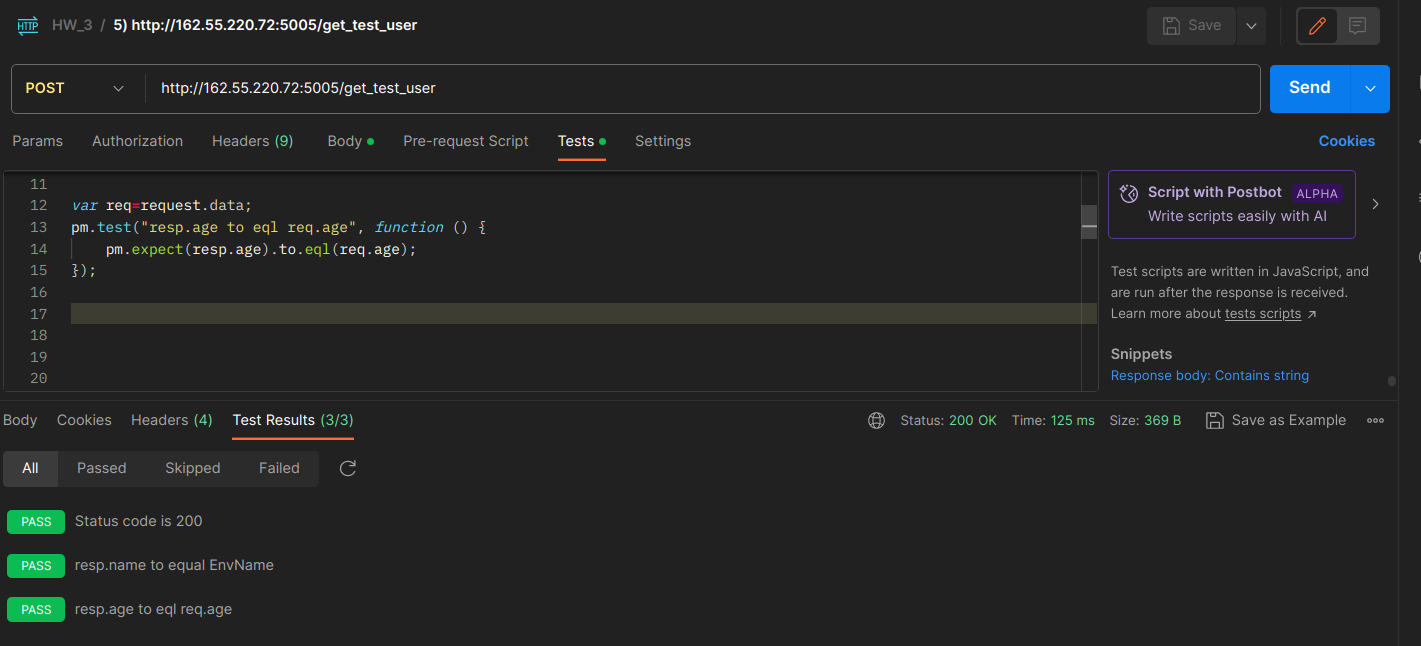 HTTP HW_3 / 5) http://162.55.220.72:5005/get_test_user Save
POST http://162.55.220.72:5005/get_test_user Send
Params Authorization Headers (9) Body Pre-request Script Tests Settings Cookies
11
12 var req=request.data;
13 pm.test("resp.age to eql req.age", function () {
14 pm.expect(resp.age).to.eql(req.age);
15 });
16
17
18
19
20
Script with Postbot ALPHA
Write scripts easily with AI
Test scripts are written in JavaScript, and
are run after the response is received.
Learn more about tests scripts ↗
Snippets
Response body: Contains string
Body Cookies Headers (4) Test Results (3/3) Status: 200 OK Time: 125 ms Size: 369 B Save as Example
All Passed Skipped Failed
PASS Status code is 200
PASS resp.name to equal EnvName
PASS resp.age to eql req.age